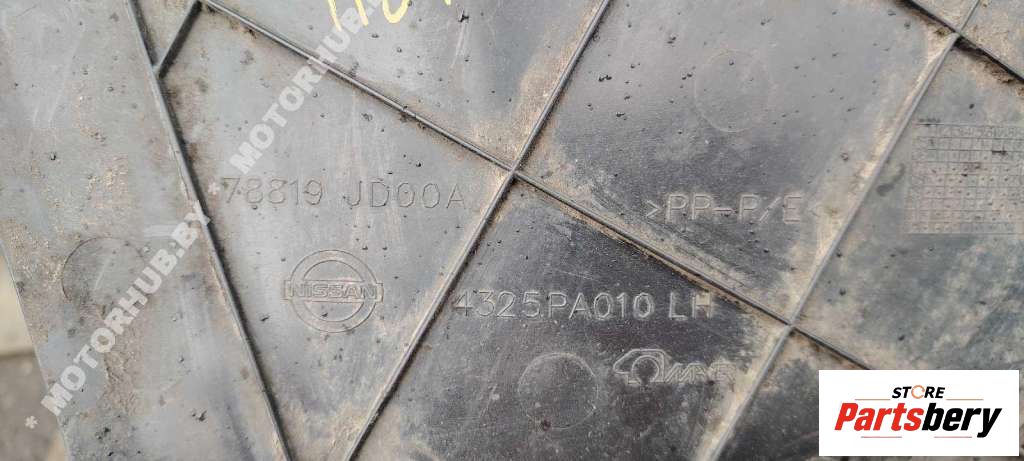 * MOTORHUB.BY * MOTORHUB.BY *
78819 JD00A
NISSAN
>PP-P/E<
4325PA010 LH
STORE
Partsbery